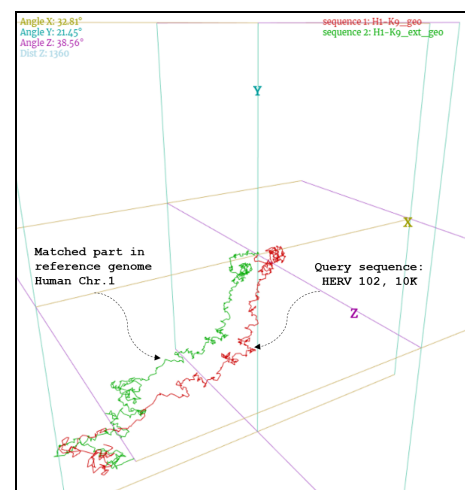 Angle X: 32.81°
Angle Y: 21.45°
Angle Z: 38.56°
Dist Z: 1360
sequence 1: H1-K9_geo
sequence 2: H1-K9_ext_geo
Y
X
Matched part in
reference genome
Human Chr.1
Query sequence:
HERV 102, 10K
Z